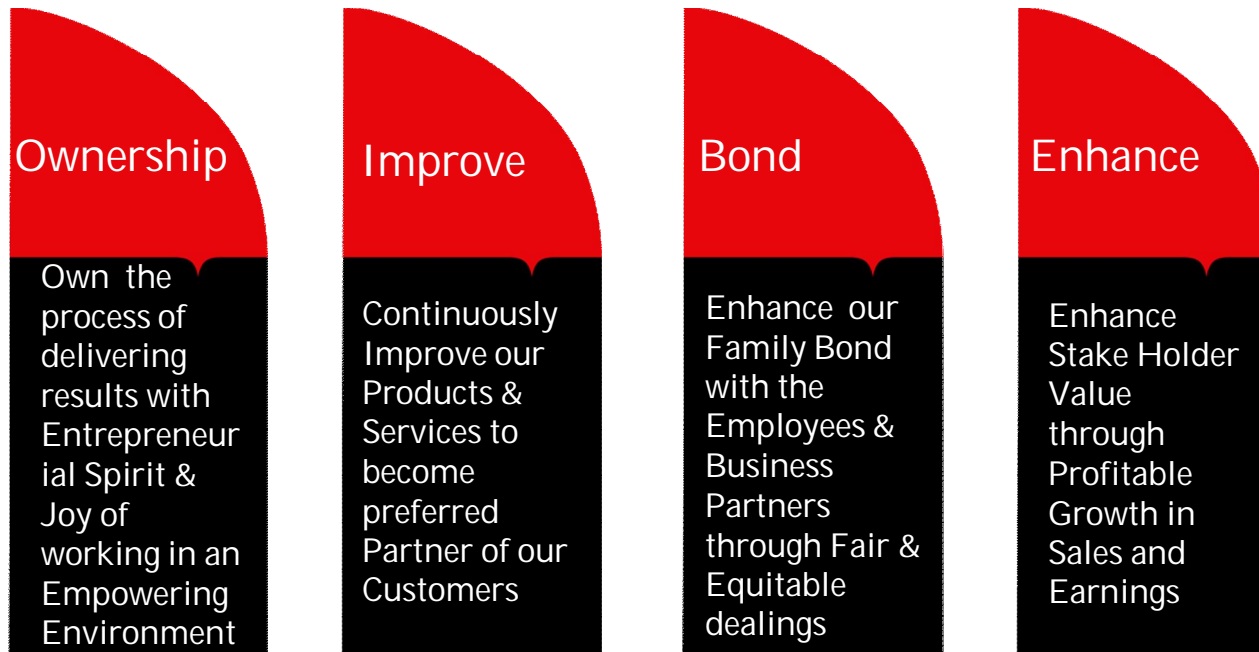 Ownership
Own the
process of
delivering
results with
Entrepreneur
ial Spirit &
Joy of
working in an
Empowering
Environment
Improve
Continuously
Improve our
Products &
Services to
become
preferred
Partner of our
Customers
Bond
Enhance our
Family Bond
with the
Employees &
Business
Partners
through Fair &
Equitable
dealings
Enhance
Enhance
Stake Holder
Value
through
Profitable
Growth in
Sales and
Earnings